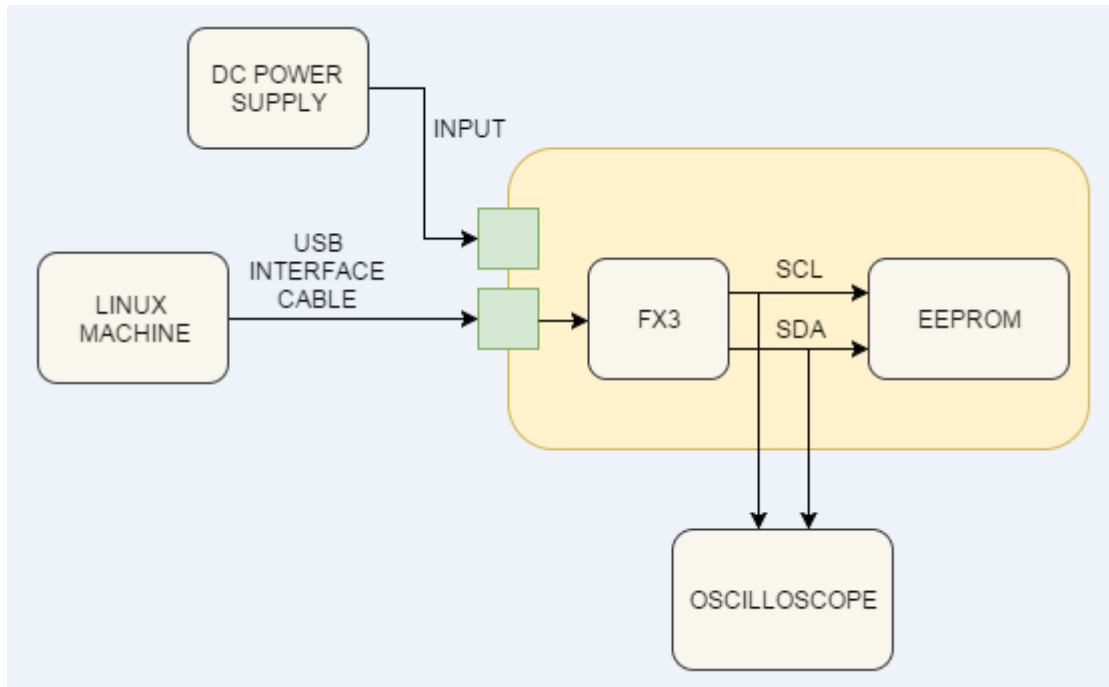 DC POWER
SUPPLY
INPUT
USB
INTERFACE
CABLE
LINUX
MACHINE
FX3
SCL
SDA
EEPROM
OSCILLOSCOPE